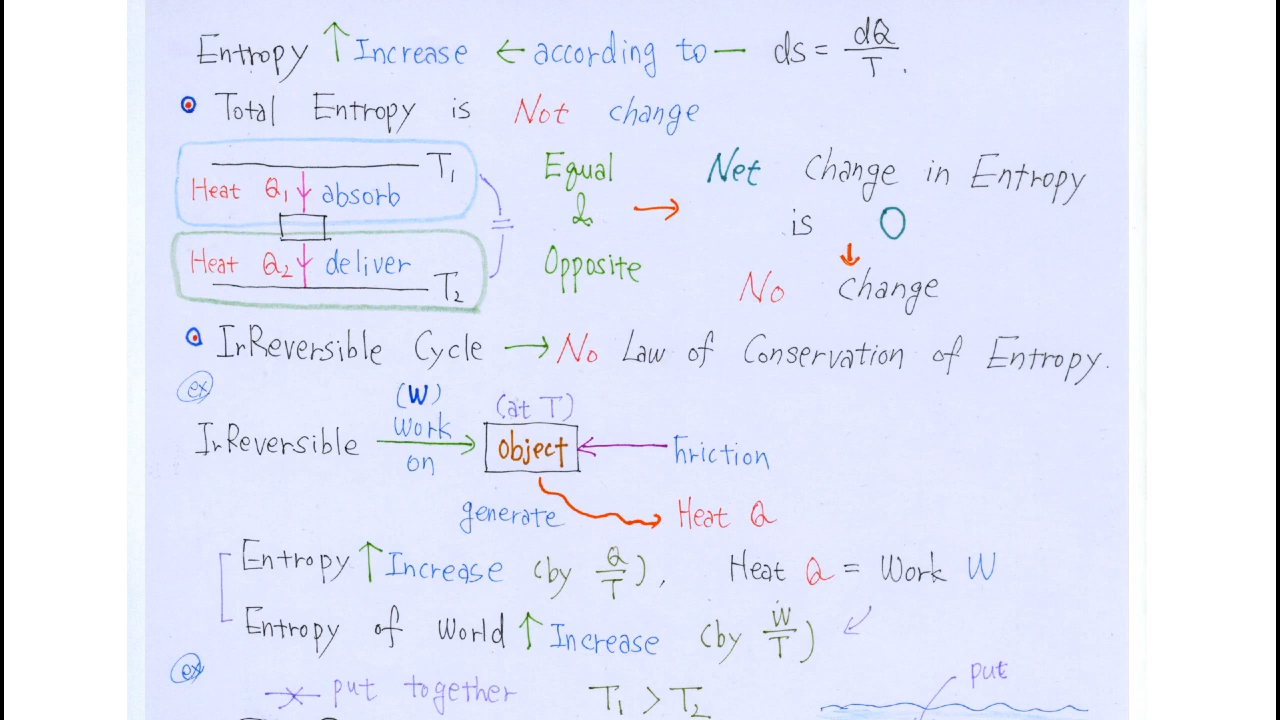 Entropy ↑ Increase ← according to — ds = dQ/T.
Total Entropy is Not change
T₁
Heat Q₁ ↓ absorb
Heat Q₂ ↓ deliver
T₂
Equal & Opposite →
Net Change in Entropy
is 0
↓
No change
IrReversible Cycle → No Law of Conservation of Entropy.
ex
(W) (at T)
IrReversible work on → object ← friction
generate → Heat Q
Entropy ↑ Increase (by Q/T), Heat Q = Work W
Entropy of World ↑ Increase (by W/T)
ex
put together T₁ > T₂
put